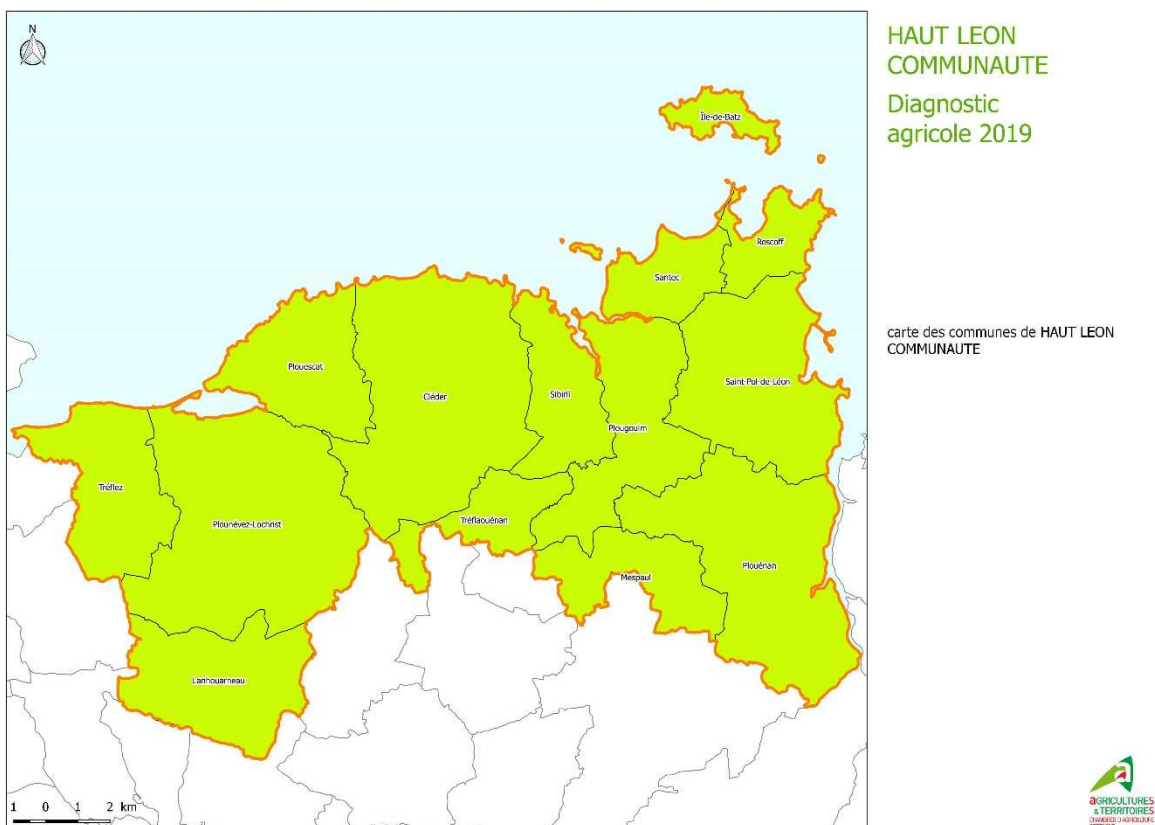 N
HAUT LEON
COMMUNAUTE
Diagnostic
agricole 2019
carte des communes de HAUT LEON
COMMUNAUTE
Île-de-Batz
Roscoff
Santec
Plouescat
Cléder
Sibiril
Saint-Pol-de-Léon
Plougoulm
Tréflez
Plounévez-Lochrist
Tréflaouénan
Mespaul
Plouénan
Lanhouarneau
1 0 1 2 km
AGRICULTURES
& TERRITOIRES
CHAMBRE D'AGRICULTURE